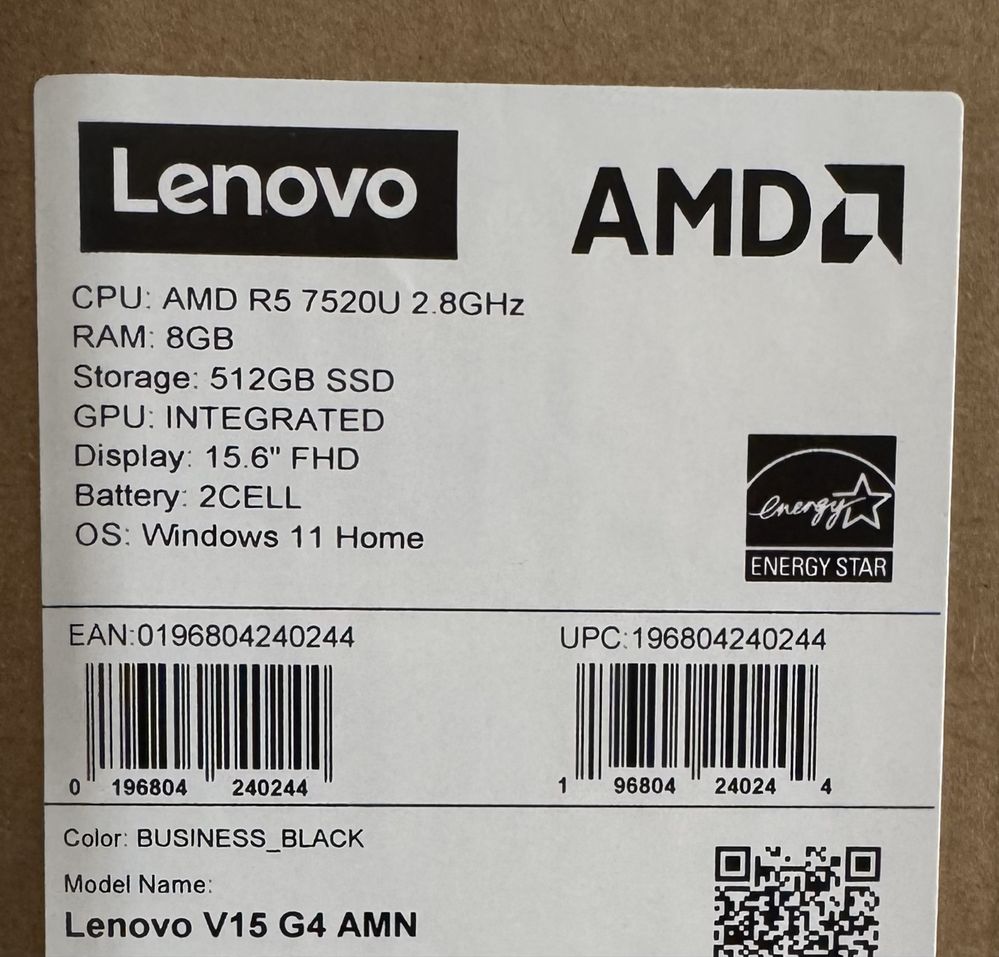 Lenovo
AMD
CPU: AMD R5 7520U 2.8GHz
RAM: 8GB
Storage: 512GB SSD
GPU: INTEGRATED
Display: 15.6" FHD
Battery: 2CELL
OS: Windows 11 Home
energy
ENERGY STAR
EAN:0196804240244
UPC:196804240244
0 196804 240244
1 96804 24024 4
Color: BUSINESS_BLACK
Model Name:
Lenovo V15 G4 AMN